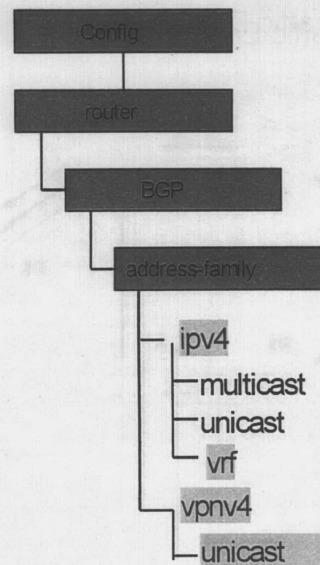 Config
router
BGP
address-family
ipv4
multicast
unicast
vrf
vpnv4
unicast